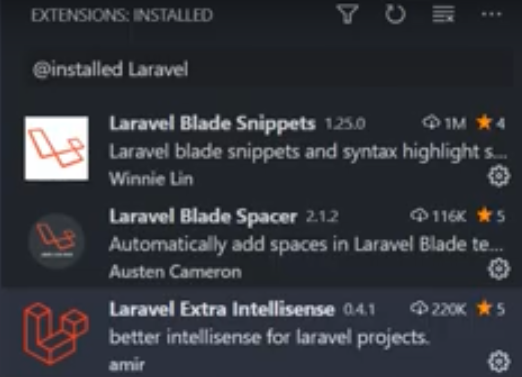 EXTENSIONS: INSTALLED
@installed Laravel
Laravel Blade Snippets 1.25.0 1M 4
Laravel blade snippets and syntax highlight s...
Winnie Lin
Laravel Blade Spacer 2.1.2 116K 5
Automatically add spaces in Laravel Blade te...
Austen Cameron
Laravel Extra Intellisense 0.4.1 220K 5
better intellisense for laravel projects.
amir